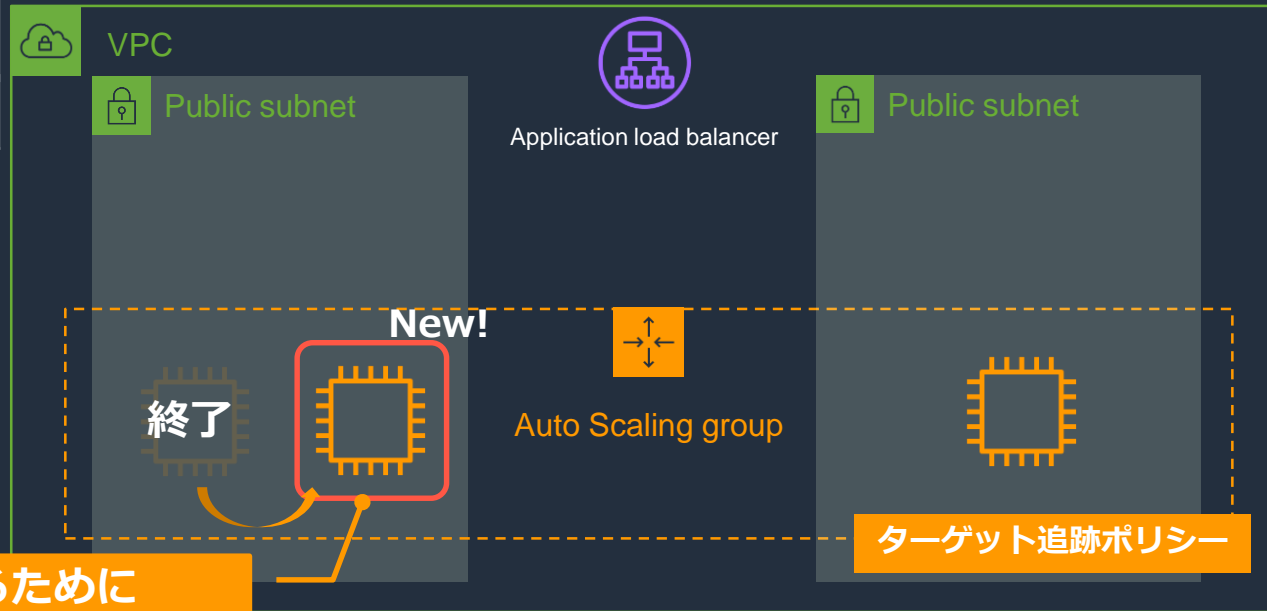 VPC
Public subnet
Public subnet
Application load balancer
New!
終了
Auto Scaling group
ターゲット追跡ポリシー
るために